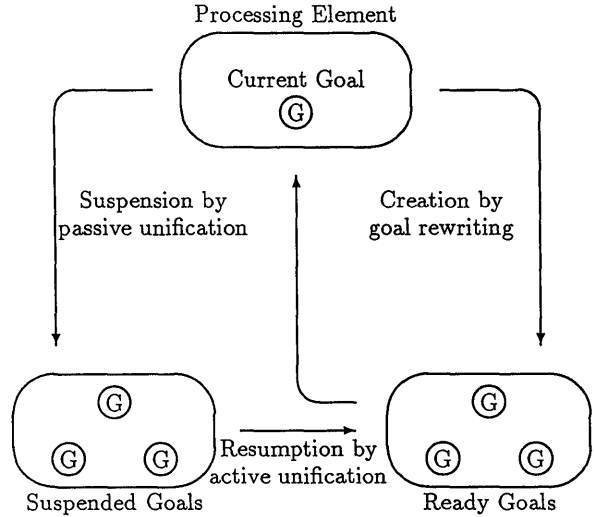 Processing Element
Current Goal
G
Suspension by
passive unification
Creation by
goal rewriting
G
G G
Suspended Goals
Resumption by
active unification
G
G G
Ready Goals